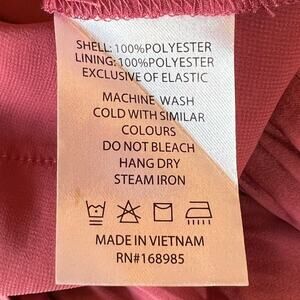 SHELL: 100%POLYESTER
LINING: 100%POLYESTER
EXCLUSIVE OF ELASTIC
MACHINE WASH
COLD WITH SIMILAR
COLOURS
DO NOT BLEACH
HANG DRY
STEAM IRON
MADE IN VIETNAM
RN#168985